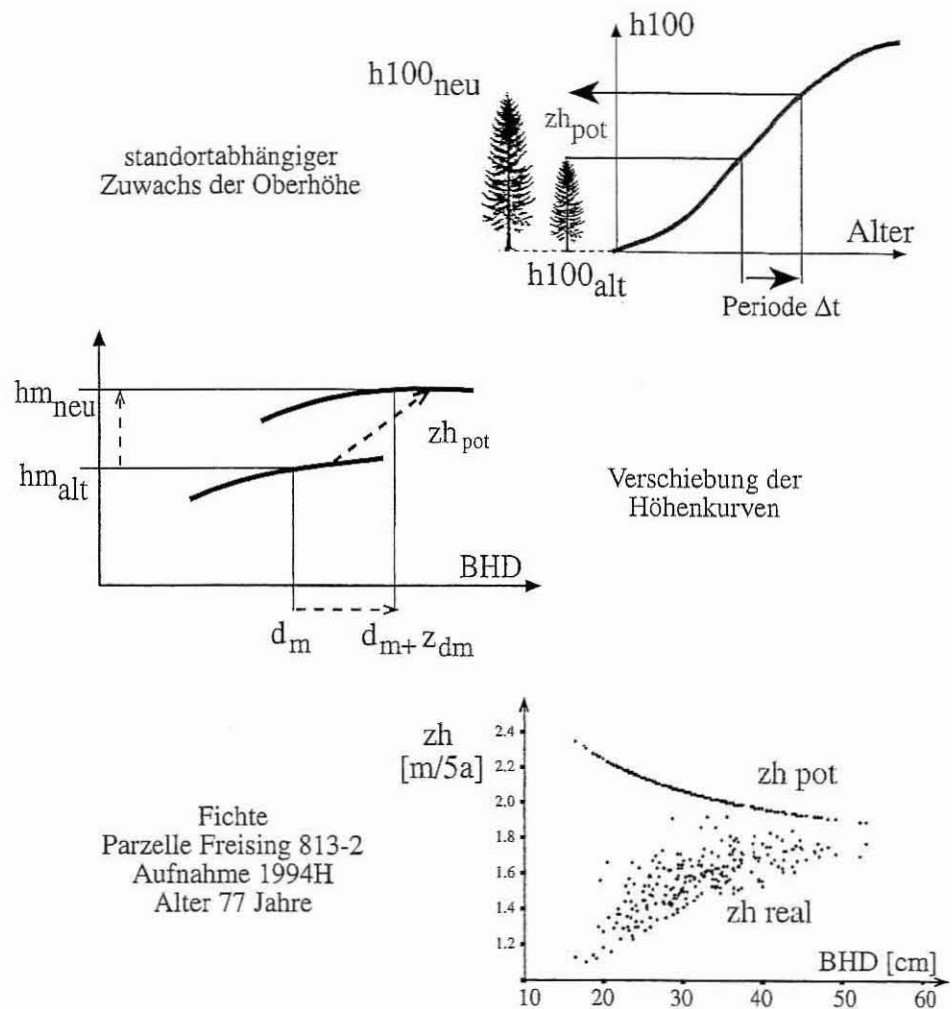 h100
h100neu
zhpot
standortabhängiger
Zuwachs der Oberhöhe
Alter
h100alt
Periode Δt
hmneu
zhpot
hmalt
Verschiebung der
Höhenkurven
BHD
dm
dm+ zdm
zh
[m/5a]
2.4
2.2
2.0
1.8
1.6
1.4
1.2
zh pot
zh real
Fichte
Parzelle Freising 813-2
Aufnahme 1994H
Alter 77 Jahre
BHD [cm]
10 20 30 40 50 60